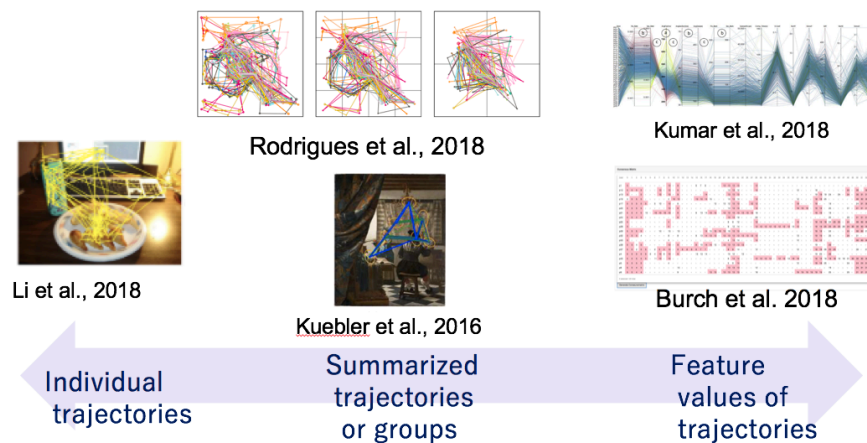 Rodrigues et al., 2018
Kumar et al., 2018
Li et al., 2018
Kuebler et al., 2016
Burch et al. 2018
Individual
trajectories
Summarized
trajectories
or groups
Feature
values of
trajectories